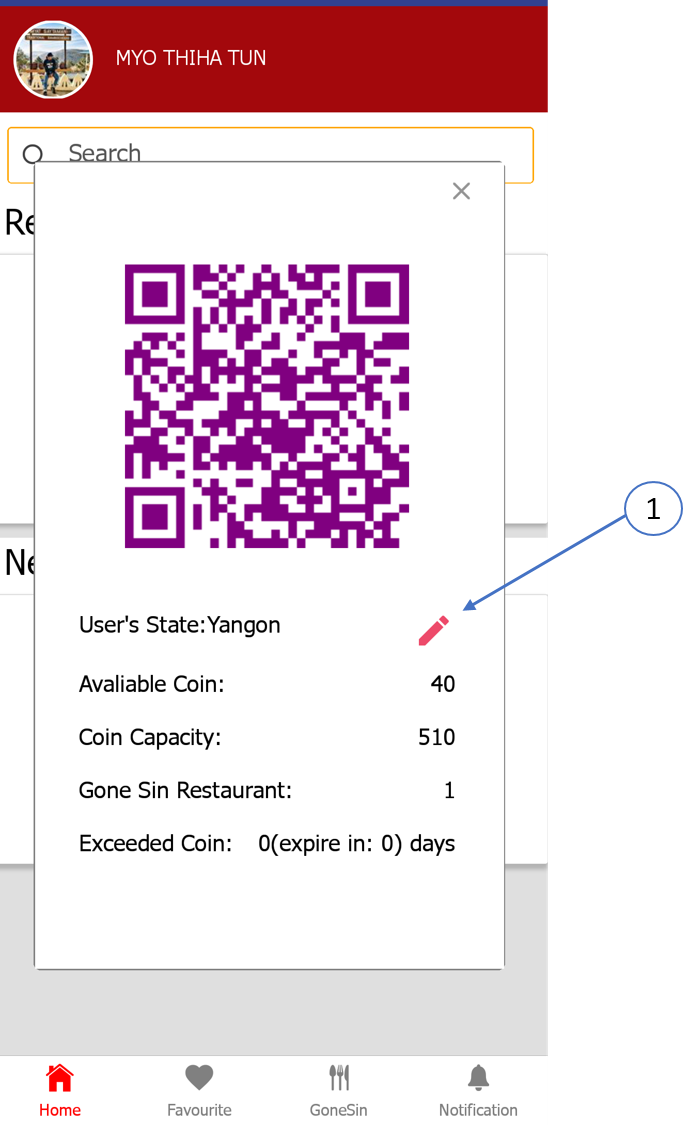 MYO THIHA TUN
Search
Re
1
Ne
User's State:Yangon
Avaliable Coin: 40
Coin Capacity: 510
Gone Sin Restaurant: 1
Exceeded Coin: 0(expire in: 0) days
Home Favourite GoneSin Notification